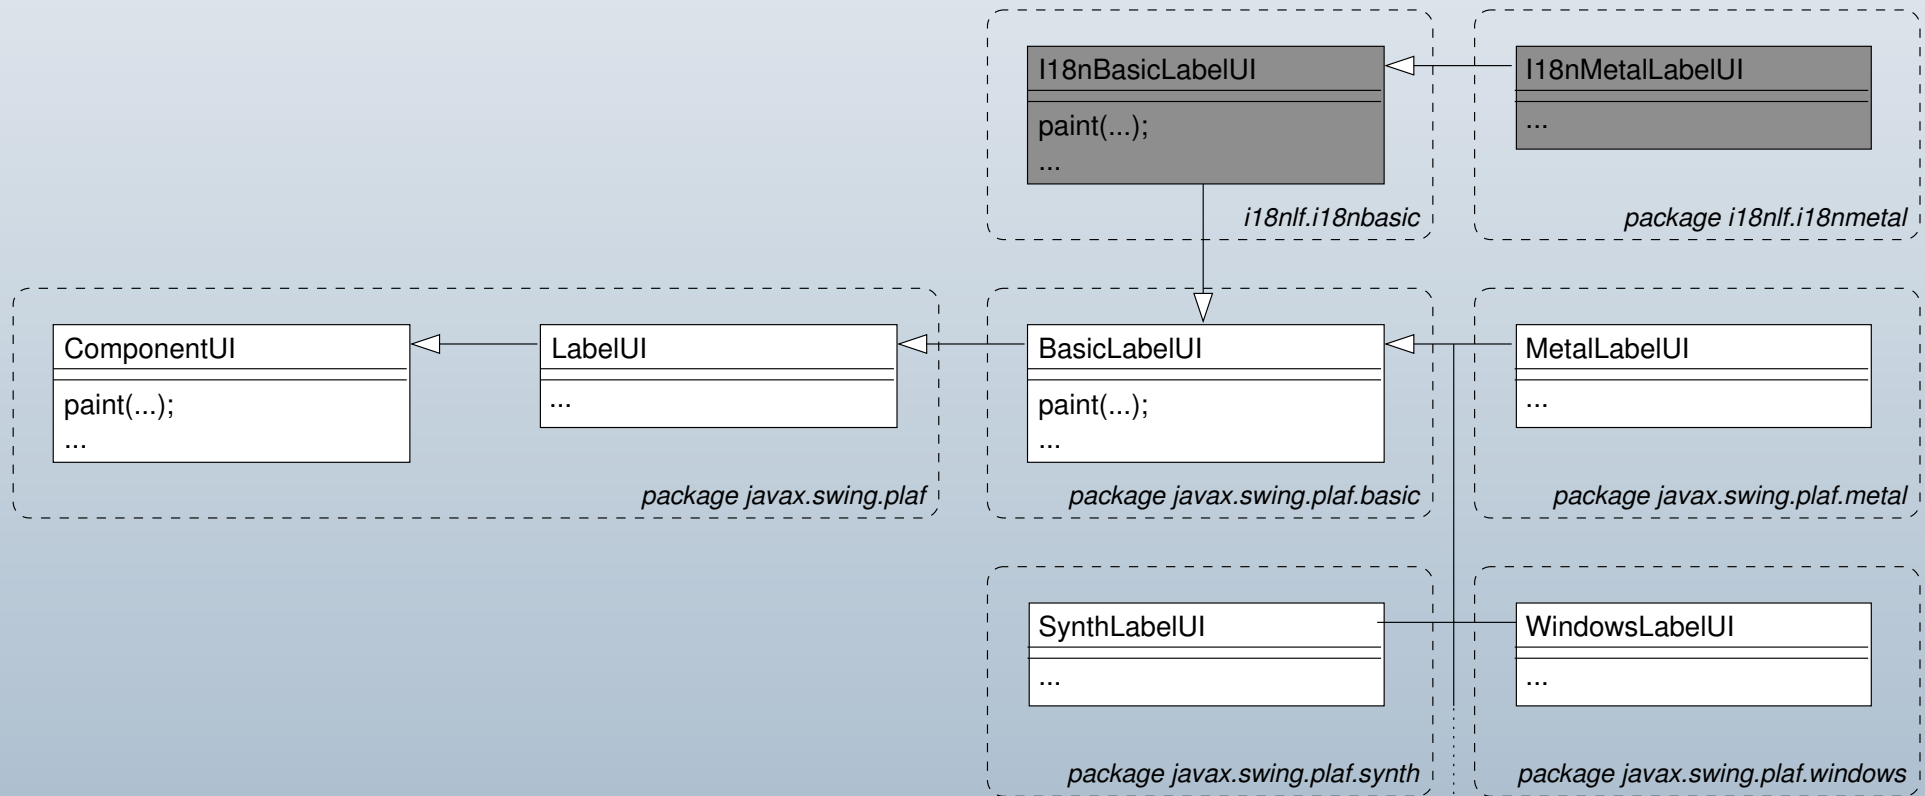 I18nBasicLabelUI
paint(...);
...
i18nlf.i18nbasic
I18nMetalLabelUI
...
package i18nlf.i18nmetal
ComponentUI
paint(...);
...
LabelUI
...
package javax.swing.plaf
BasicLabelUI
paint(...);
...
package javax.swing.plaf.basic
MetalLabelUI
...
package javax.swing.plaf.metal
SynthLabelUI
...
package javax.swing.plaf.synth
WindowsLabelUI
...
package javax.swing.plaf.windows